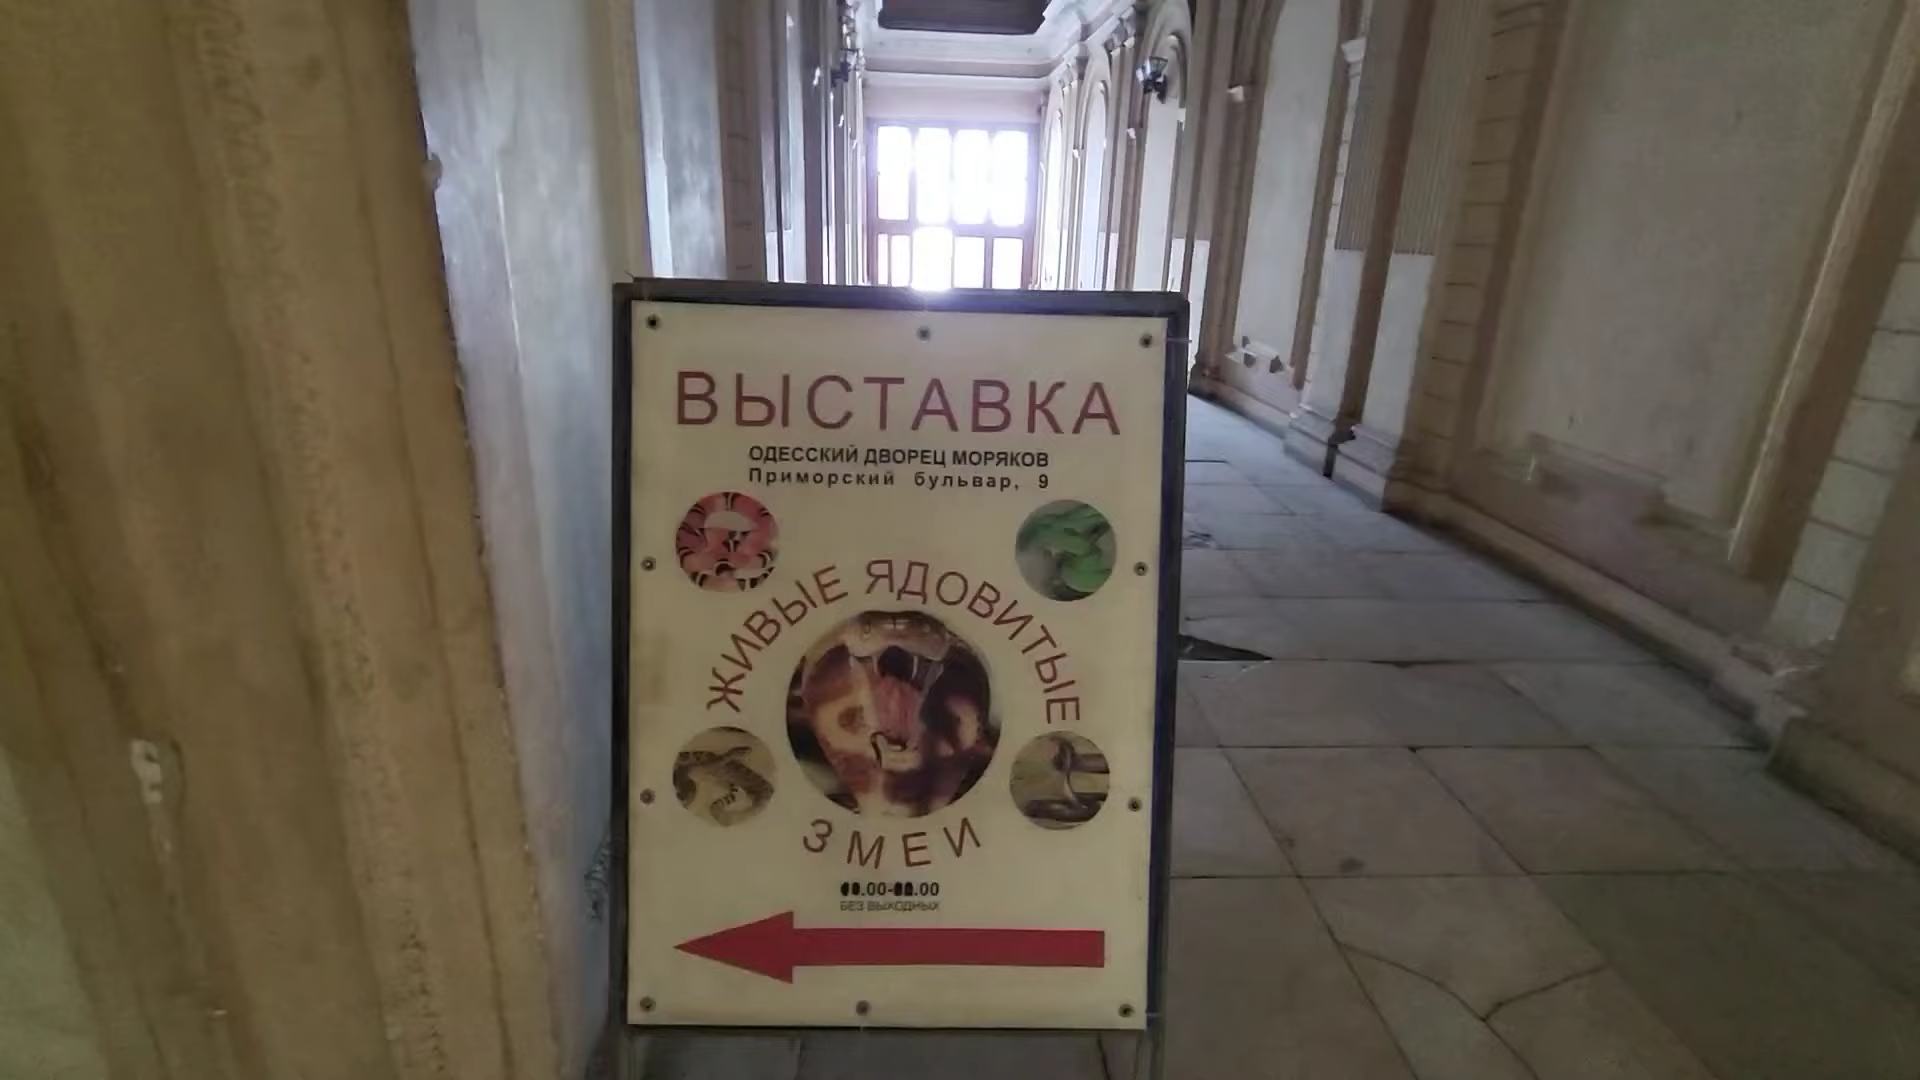 ВЫСТАВКА
ОДЕССКИЙ ДВОРЕЦ МОРЯКОВ
Приморский бульвар, 9
ЖИВЫЕ ЯДОВИТЫЕ
ЗМЕИ
БЕЗ ВЫХОДНЫХ